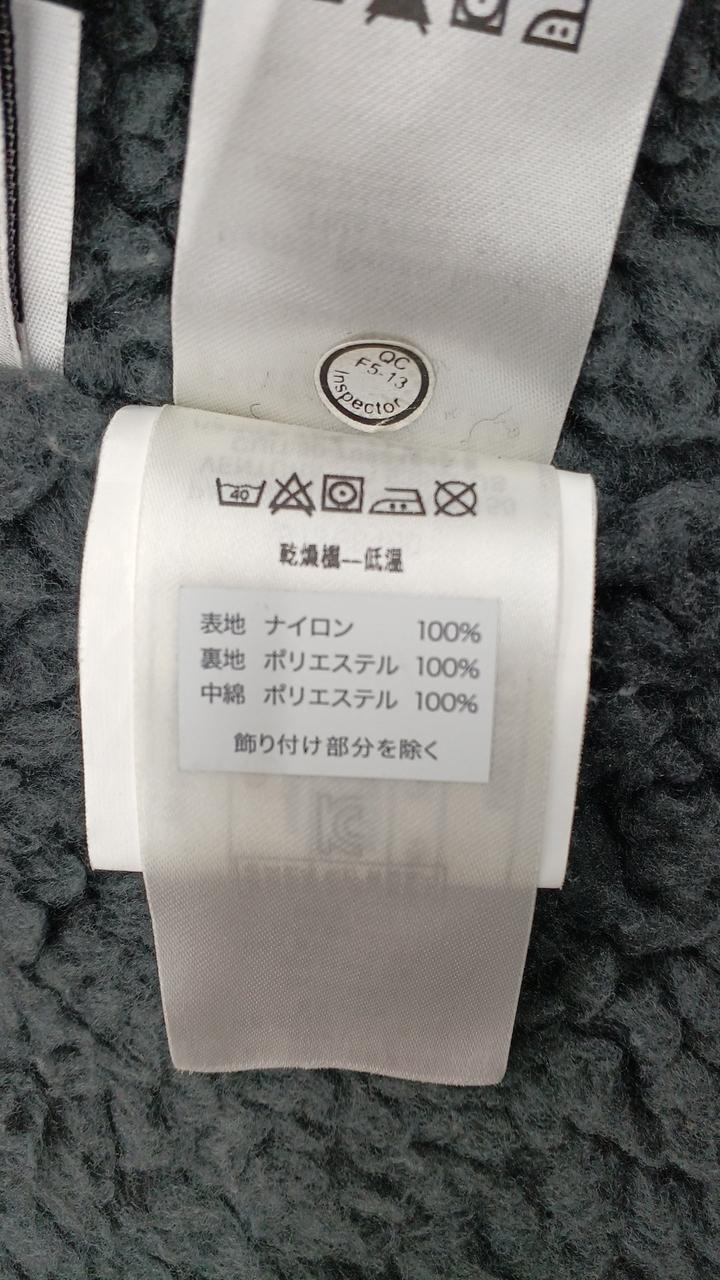 QC
F5-13
Inspector
40
乾燥機--低溫
表地 ナイロン 100%
裏地 ポリエステル 100%
中綿 ポリエステル 100%
飾り付け部分を除く